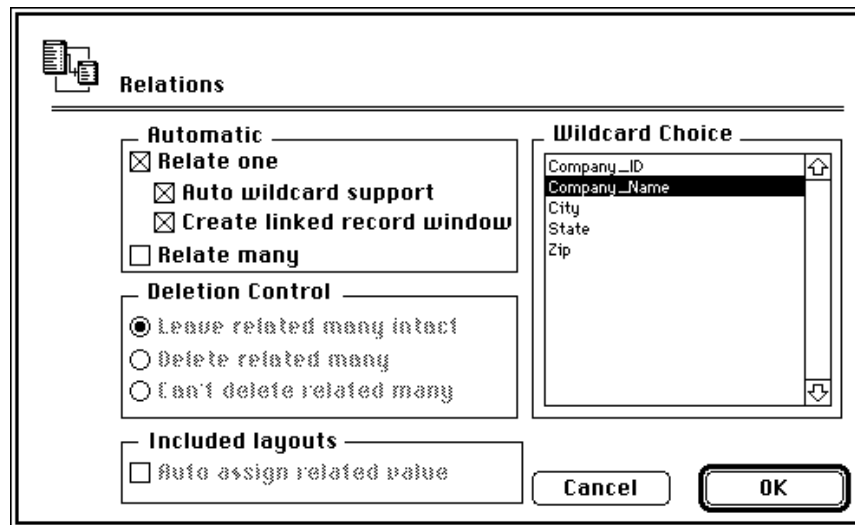 Relations
Automatic
Relate one
Auto wildcard support
Create linked record window
Relate many
Deletion Control
Leave related many intact
Delete related many
Can't delete related many
Included layouts
Auto assign related value
Wildcard Choice
Company_ID
Company_Name
City
State
Zip
Cancel
OK